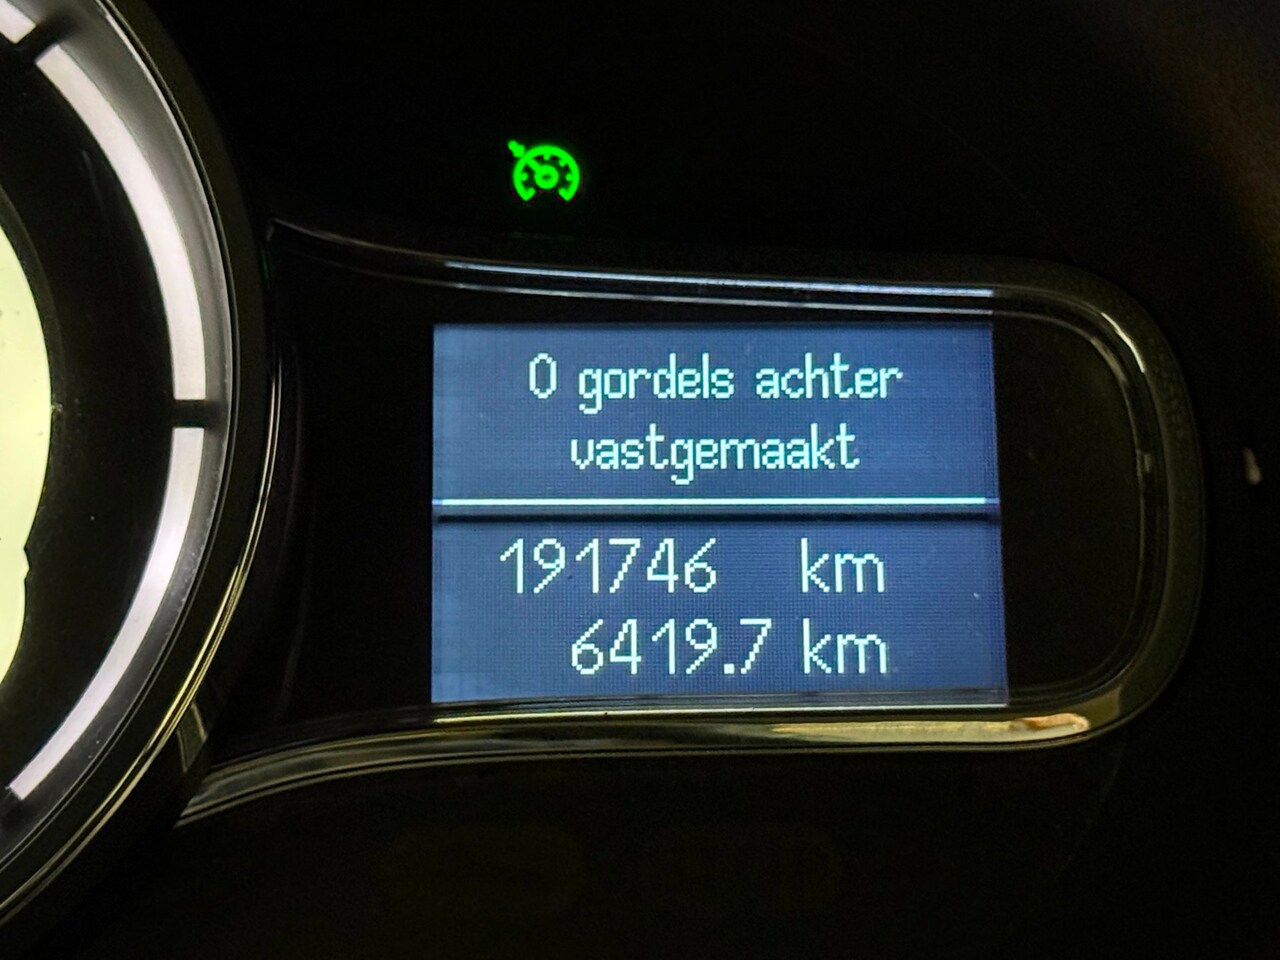 0 gordels achter
vastgemaakt
191746 km
6419.7 km